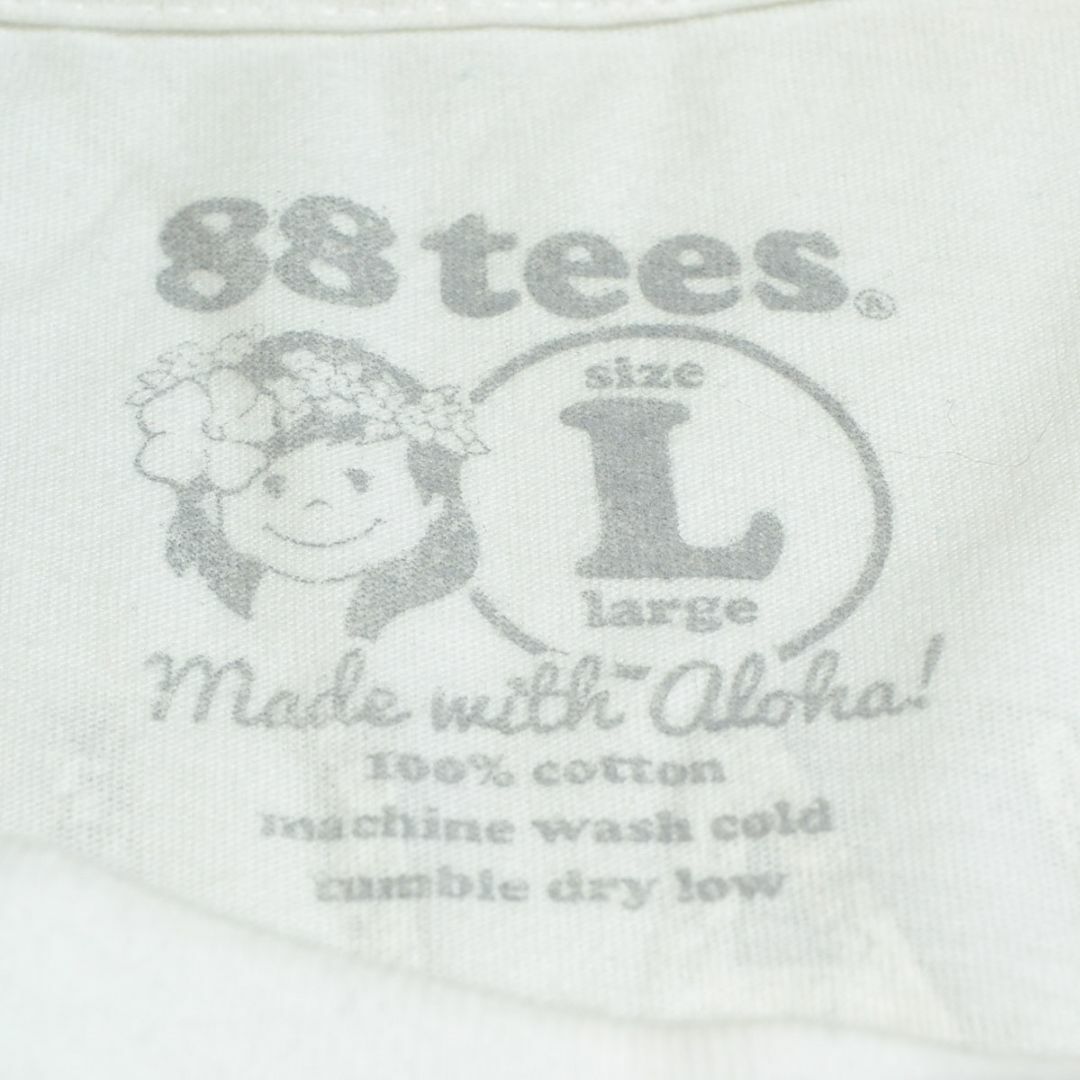 88 tees®
size
L
large
Made with Aloha!
100% cotton
machine wash cold
tumble dry low